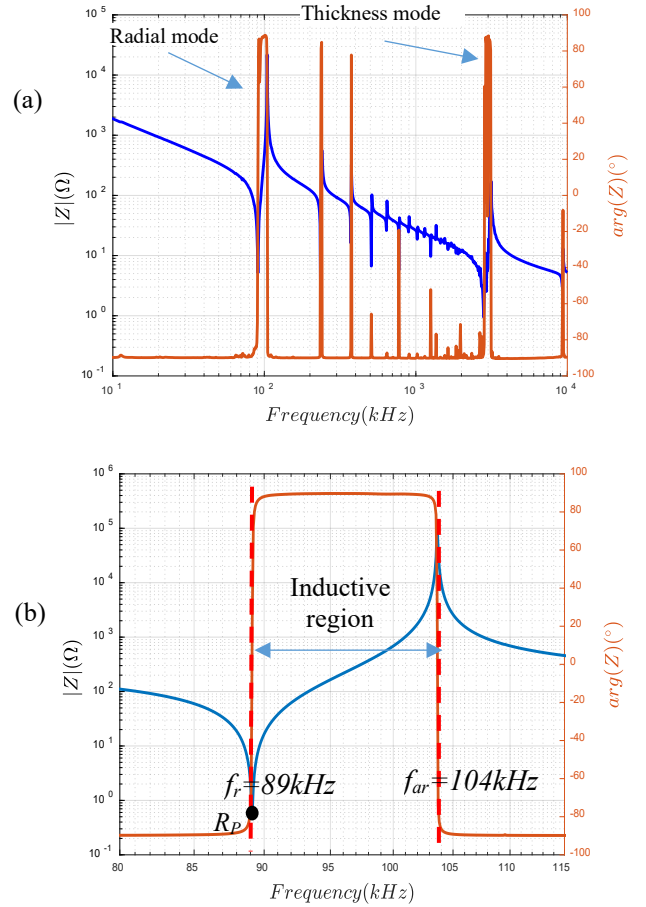 Thickness mode
Radial mode
(a)
10^5
10^4
10^3
10^2
10^1
10^0
10^-1
|Z|(Ω)
100
80
60
40
20
0
-20
-40
-60
-80
-100
arg(Z)(°)
10^1 10^2 10^3 10^4
Frequency(kHz)
(b)
10^6
10^5
10^4
10^3
10^2
10^1
10^0
10^-1
|Z|(Ω)
100
80
60
40
20
0
-20
-40
-60
-80
-100
arg(Z)(°)
Inductive
region
f_r=89kHz
f_ar=104kHz
R_P
80 85 90 95 100 105 110 115
Frequency(kHz)